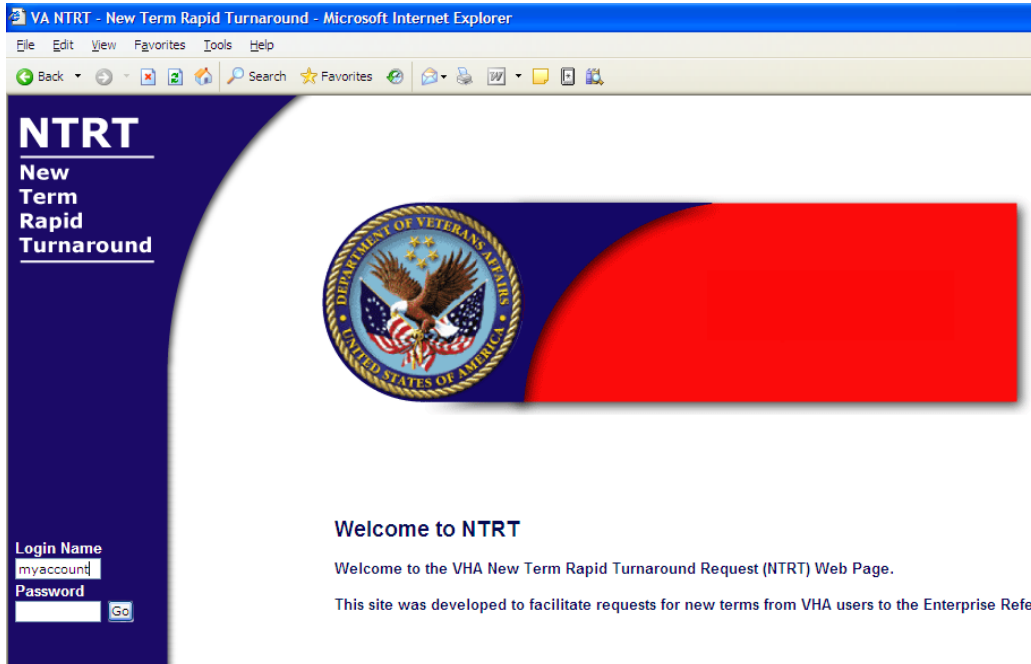 VA NTRT - New Term Rapid Turnaround - Microsoft Internet Explorer
File Edit View Favorites Tools Help
Back Search Favorites
NTRT
New
Term
Rapid
Turnaround
DEPARTMENT OF VETERANS AFFAIRS
UNITED STATES OF AMERICA
Login Name
myaccount
Password
Go
Welcome to NTRT
Welcome to the VHA New Term Rapid Turnaround Request (NTRT) Web Page.
This site was developed to facilitate requests for new terms from VHA users to the Enterprise Refe